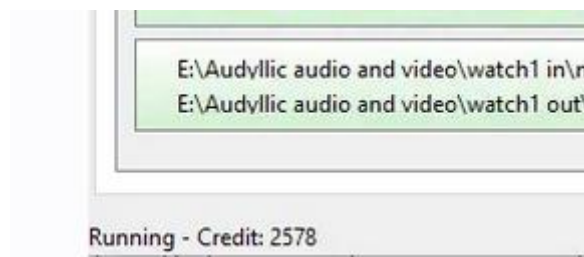 E:\Audyllic audio and video\watch1 in\
E:\Audyllic audio and video\watch1 out\
Running - Credit: 2578